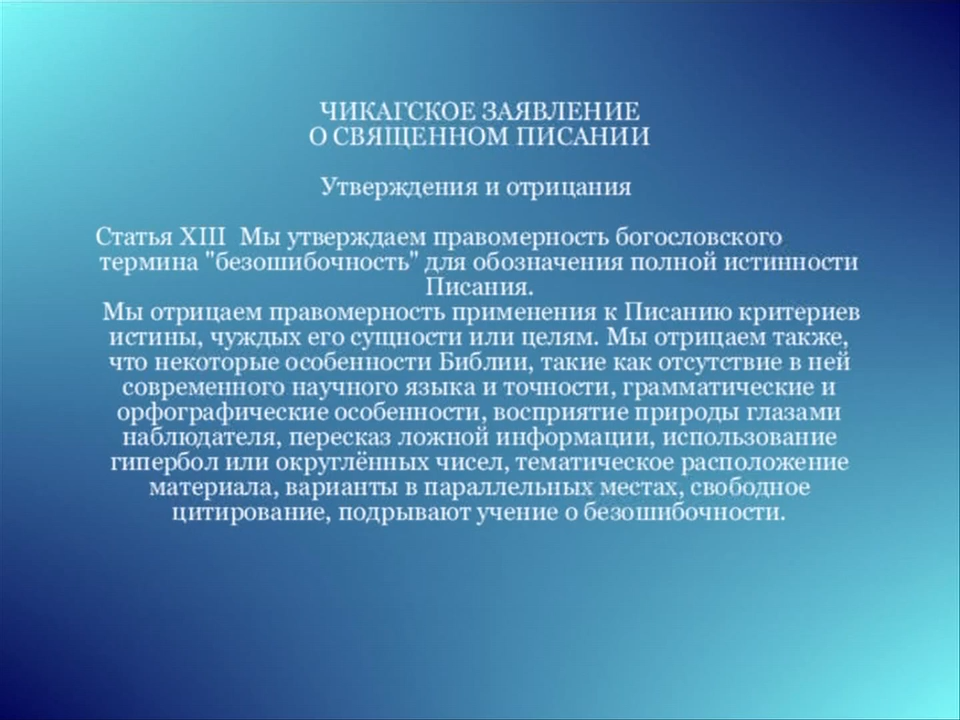 ЧИКАГСКОЕ ЗАЯВЛЕНИЕ
О СВЯЩЕННОМ ПИСАНИИ
Утверждения и отрицания
Статья XIII Мы утверждаем правомерность богословского
термина "безошибочность" для обозначения полной истинности
Писания.
Мы отрицаем правомерность применения к Писанию критериев
истины, чуждых его сущности или целям. Мы отрицаем также,
что некоторые особенности Библии, такие как отсутствие в ней
современного научного языка и точности, грамматические и
орфографические особенности, восприятие природы глазами
наблюдателя, пересказ ложной информации, использование
гипербол или округлённых чисел, тематическое расположение
материала, варианты в параллельных местах, свободное
цитирование, подрывают учение о безошибочности.